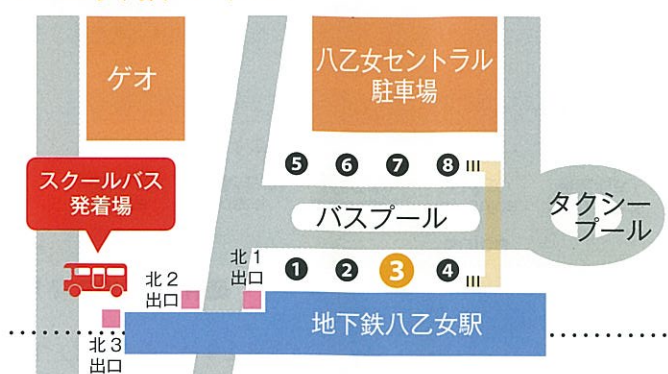 ゲオ
八乙女セントラル
駐車場
スクールバス
発着場
5 6 7 8
バスプール
タクシー
プール
北1
出口
1 2 3 4
北2
出口
地下鉄八乙女駅
北3
出口